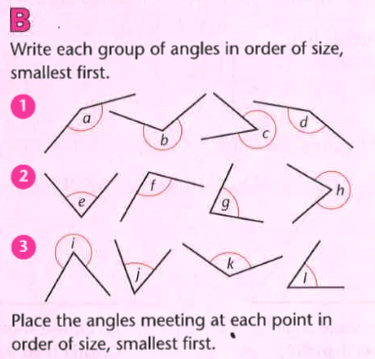 B
Write each group of angles in order of size,
smallest first.
1
a
b
c
d
2
e
f
g
h
3
i
j
k
l
Place the angles meeting at each point in
order of size, smallest first.